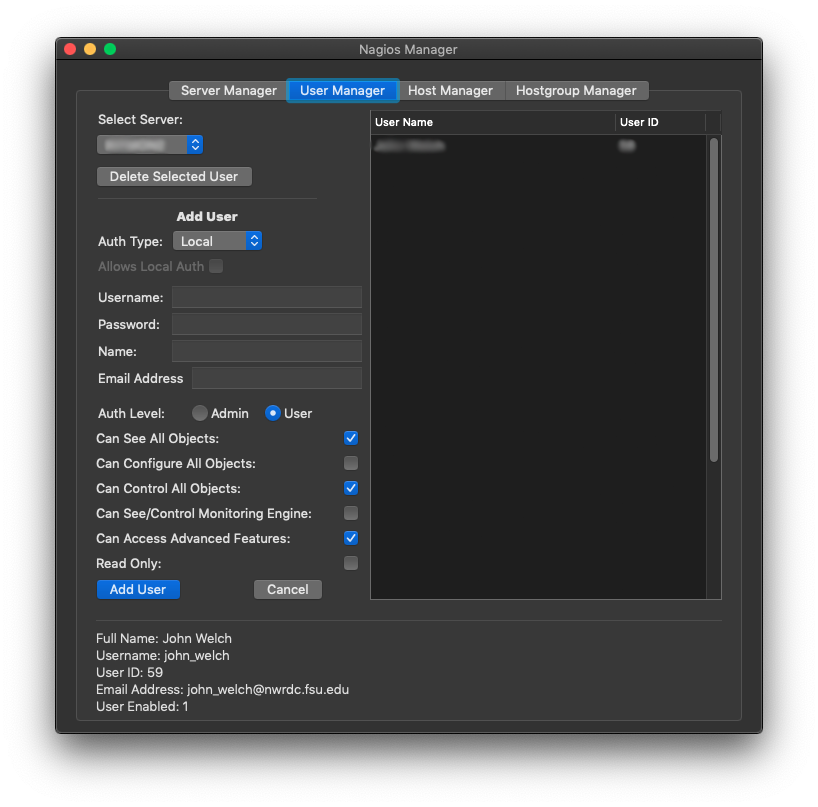 Nagios Manager
Server Manager User Manager Host Manager Hostgroup Manager
Select Server:
Delete Selected User
Add User
Auth Type: Local
Allows Local Auth
Username:
Password:
Name:
Email Address
Auth Level: Admin User
Can See All Objects:
Can Configure All Objects:
Can Control All Objects:
Can See/Control Monitoring Engine:
Can Access Advanced Features:
Read Only:
Add User Cancel
User Name User ID
Full Name: John Welch
Username: john_welch
User ID: 59
Email Address: john_welch@nwrdc.fsu.edu
User Enabled: 1